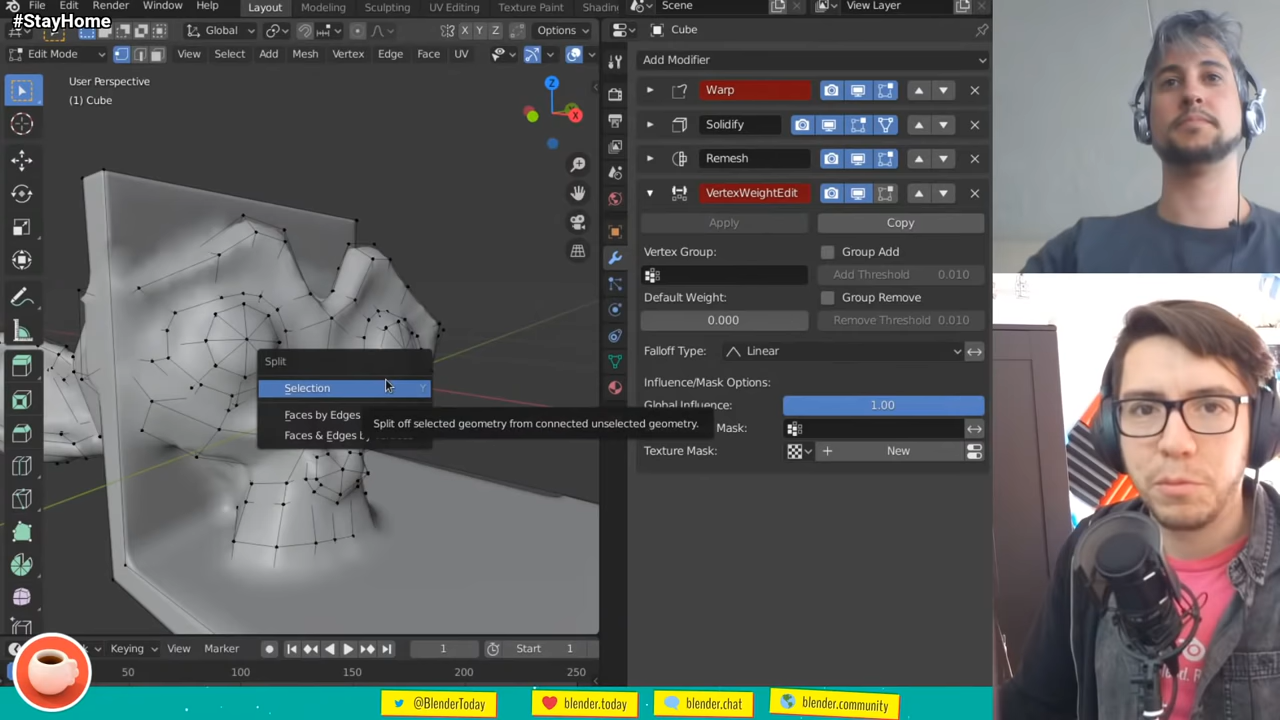 #StayHome
File Edit Render Window Help Layout Modeling Sculpting UV Editing Texture Paint Shadin Scene View Layer
Global X Y Z Options Cube
Edit Mode View Select Add Mesh Vertex Edge Face UV Add Modifier
User Perspective
(1) Cube
Z
X
Warp
Solidify
Remesh
VertexWeightEdit
Apply Copy
Vertex Group: Group Add
Add Threshold 0.010
Default Weight: Group Remove
0.000 Remove Threshold 0.010
Falloff Type: Linear
Split
Selection Y
Faces by Edges
Faces & Edges by
Split off selected geometry from connected unselected geometry.
Influence/Mask Options:
Global Influence: 1.00
Mask:
Texture Mask: New
Keying View Marker 1 Start 1
50 100 150 200 250
@BlenderToday blender.today blender.chat blender.community